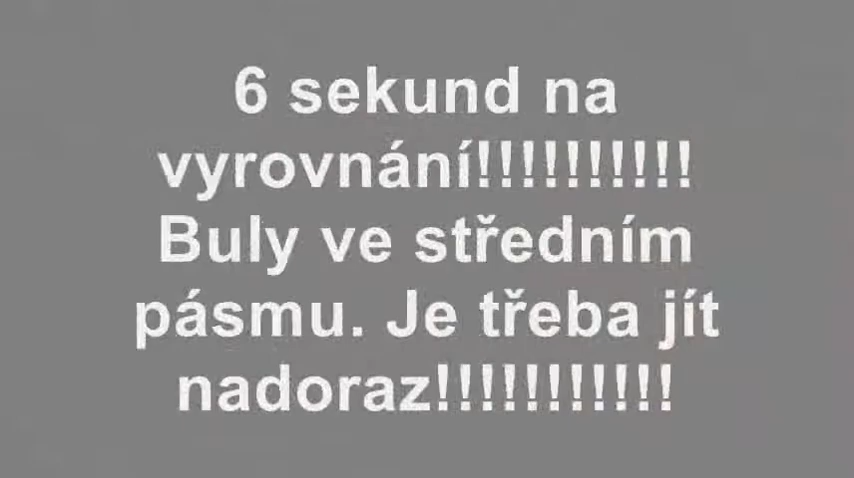 6 sekund na
vyrovnání!!!!!!!!!!
Buly ve středním
pásmu. Je třeba jít
nadoraz!!!!!!!!!!!